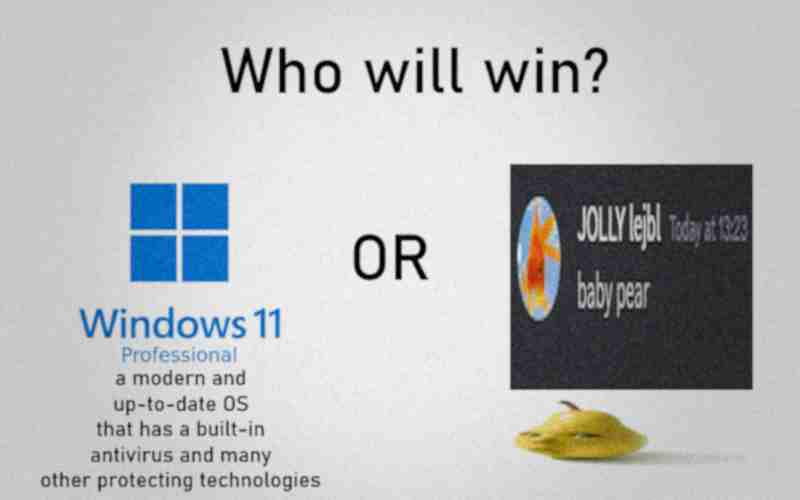 Who will win?
OR
Windows 11
Professional
a modern and
up-to-date OS
that has a built-in
antivirus and many
other protecting technologies
JOLLY lejbl Today at 13:23
baby pear